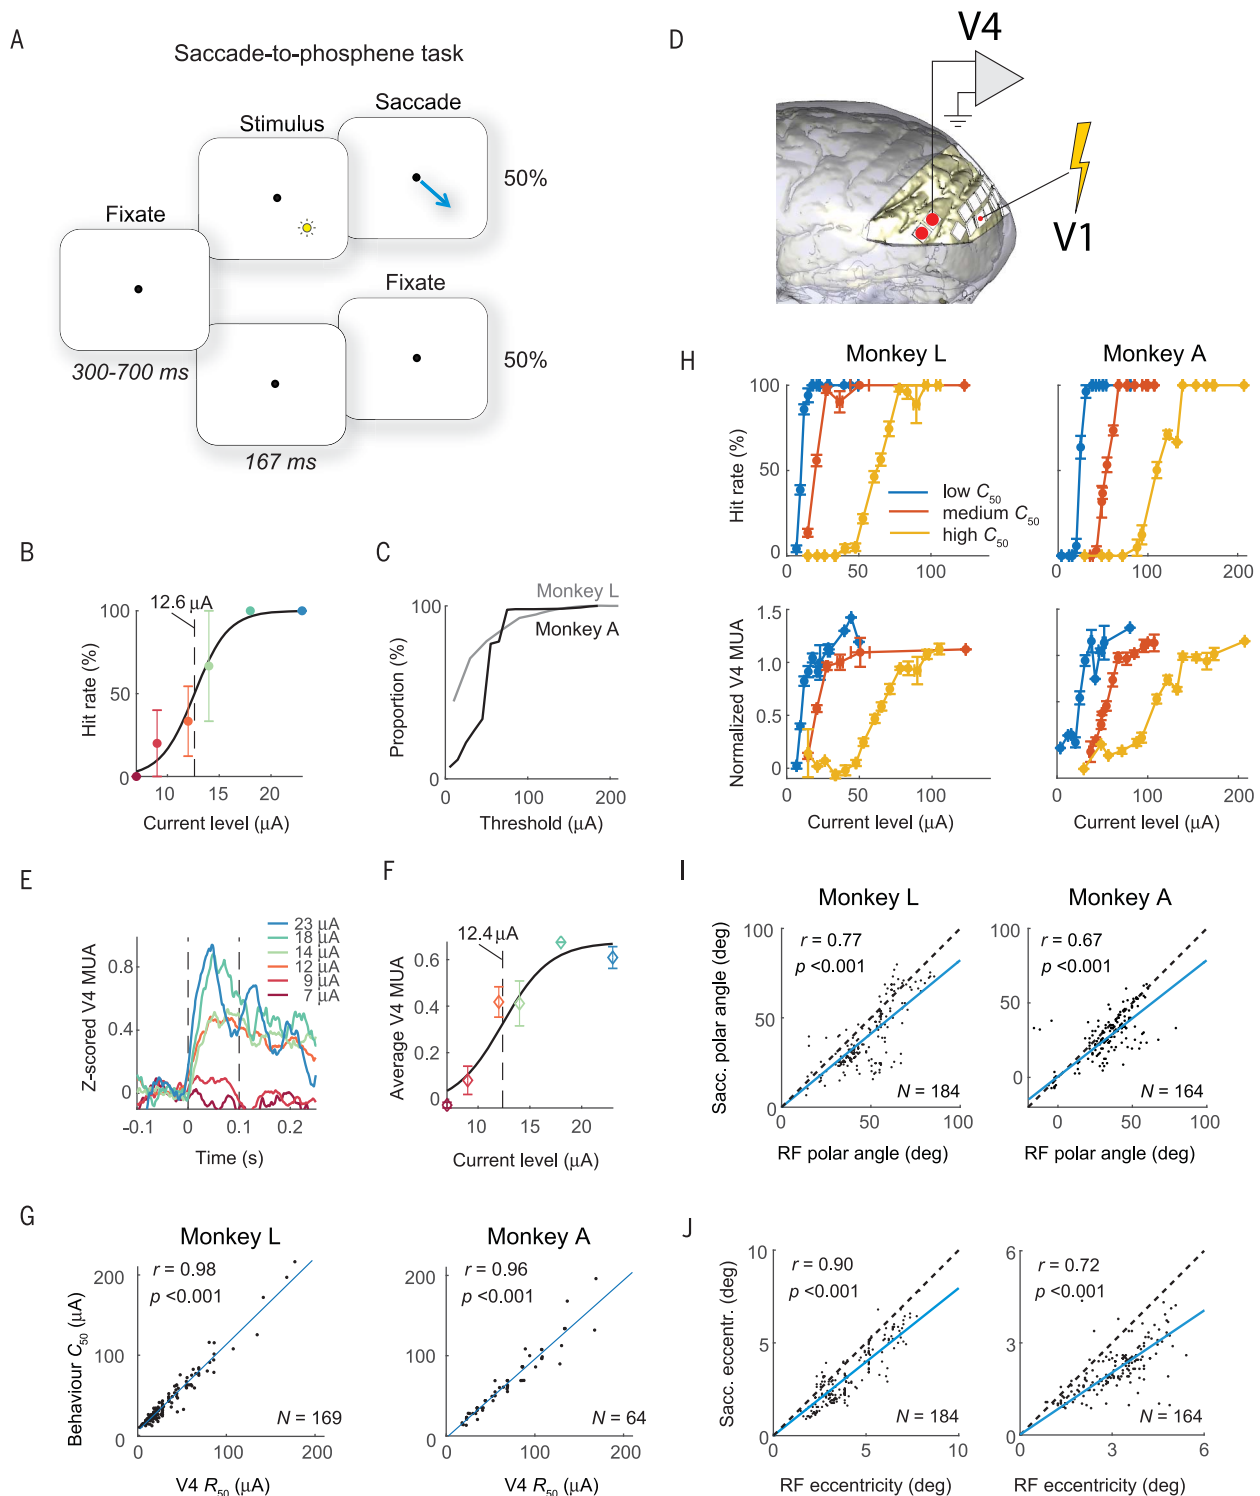 A
Saccade-to-phosphene task
Saccade
Stimulus
50%
Fixate
Fixate
300-700 ms
50%
167 ms
D
V4
V1
B
12.6 µA
100
50
0
Hit rate (%)
10
20
Current level (µA)
C
Monkey L
Monkey A
100
0
Proportion (%)
0
100
200
Threshold (µA)
E
23 µA
18 µA
14 µA
12 µA
9 µA
7 µA
0.8
0.4
0
Z-scored V4 MUA
-0.1
0
0.1
0.2
Time (s)
F
12.4 µA
0.6
0.4
0.2
0
Average V4 MUA
10
20
Current level (µA)
G
Monkey L
r = 0.98
p <0.001
N = 169
200
100
0
Behaviour C50 (µA)
0
100
200
V4 R50 (µA)
Monkey A
r = 0.96
p <0.001
N = 64
200
100
0
0
100
200
V4 R50 (µA)
H
Monkey L
Monkey A
100
50
0
Hit rate (%)
low C50
medium C50
high C50
0
50
100
0
100
200
1.5
1.0
0.5
0
Normalized V4 MUA
0
50
100
Current level (µA)
0
100
200
Current level (µA)
I
Monkey L
r = 0.77
p <0.001
N = 184
100
50
0
Sacc. polar angle (deg)
0
50
100
RF polar angle (deg)
Monkey A
r = 0.67
p <0.001
N = 164
100
50
0
0
50
100
RF polar angle (deg)
J
r = 0.90
p <0.001
N = 184
10
5
0
Sacc. eccentr. (deg)
0
5
10
RF eccentricity (deg)
r = 0.72
p <0.001
N = 164
6
3
0
0
3
6
RF eccentricity (deg)